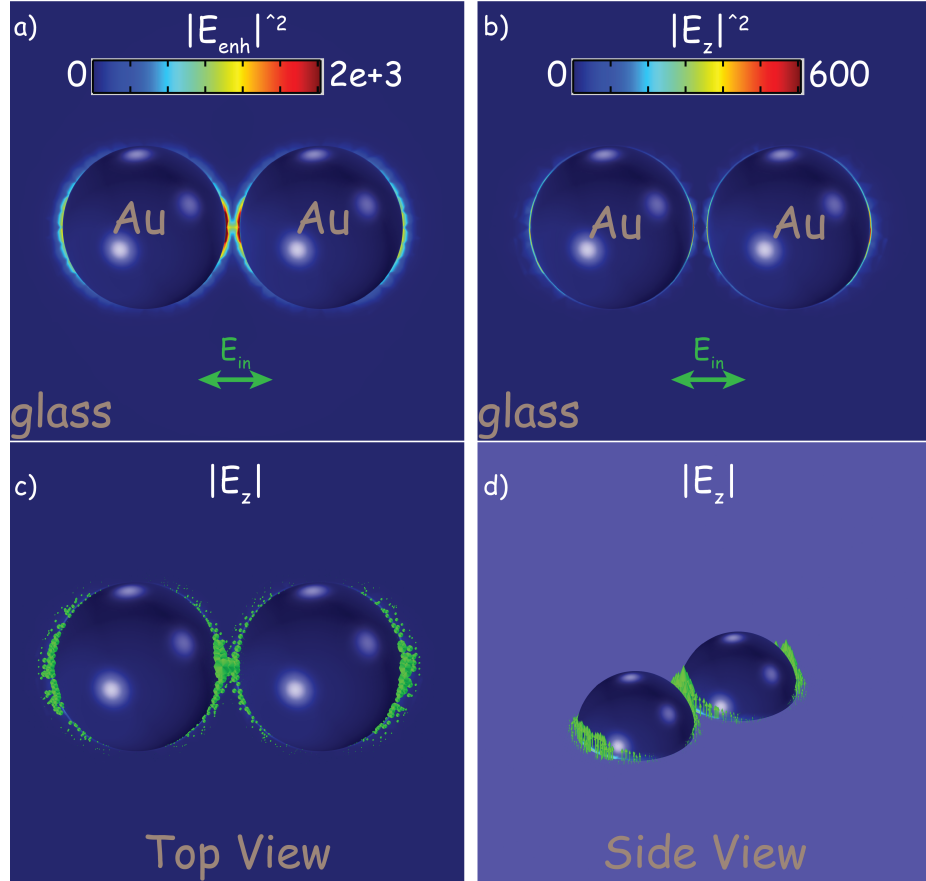 a)
|E_enh|^2
0 2e+3
Au Au
E_in
glass
b)
|E_z|^2
0 600
Au Au
E_in
glass
c)
|E_z|
Top View
d)
|E_z|
Side View